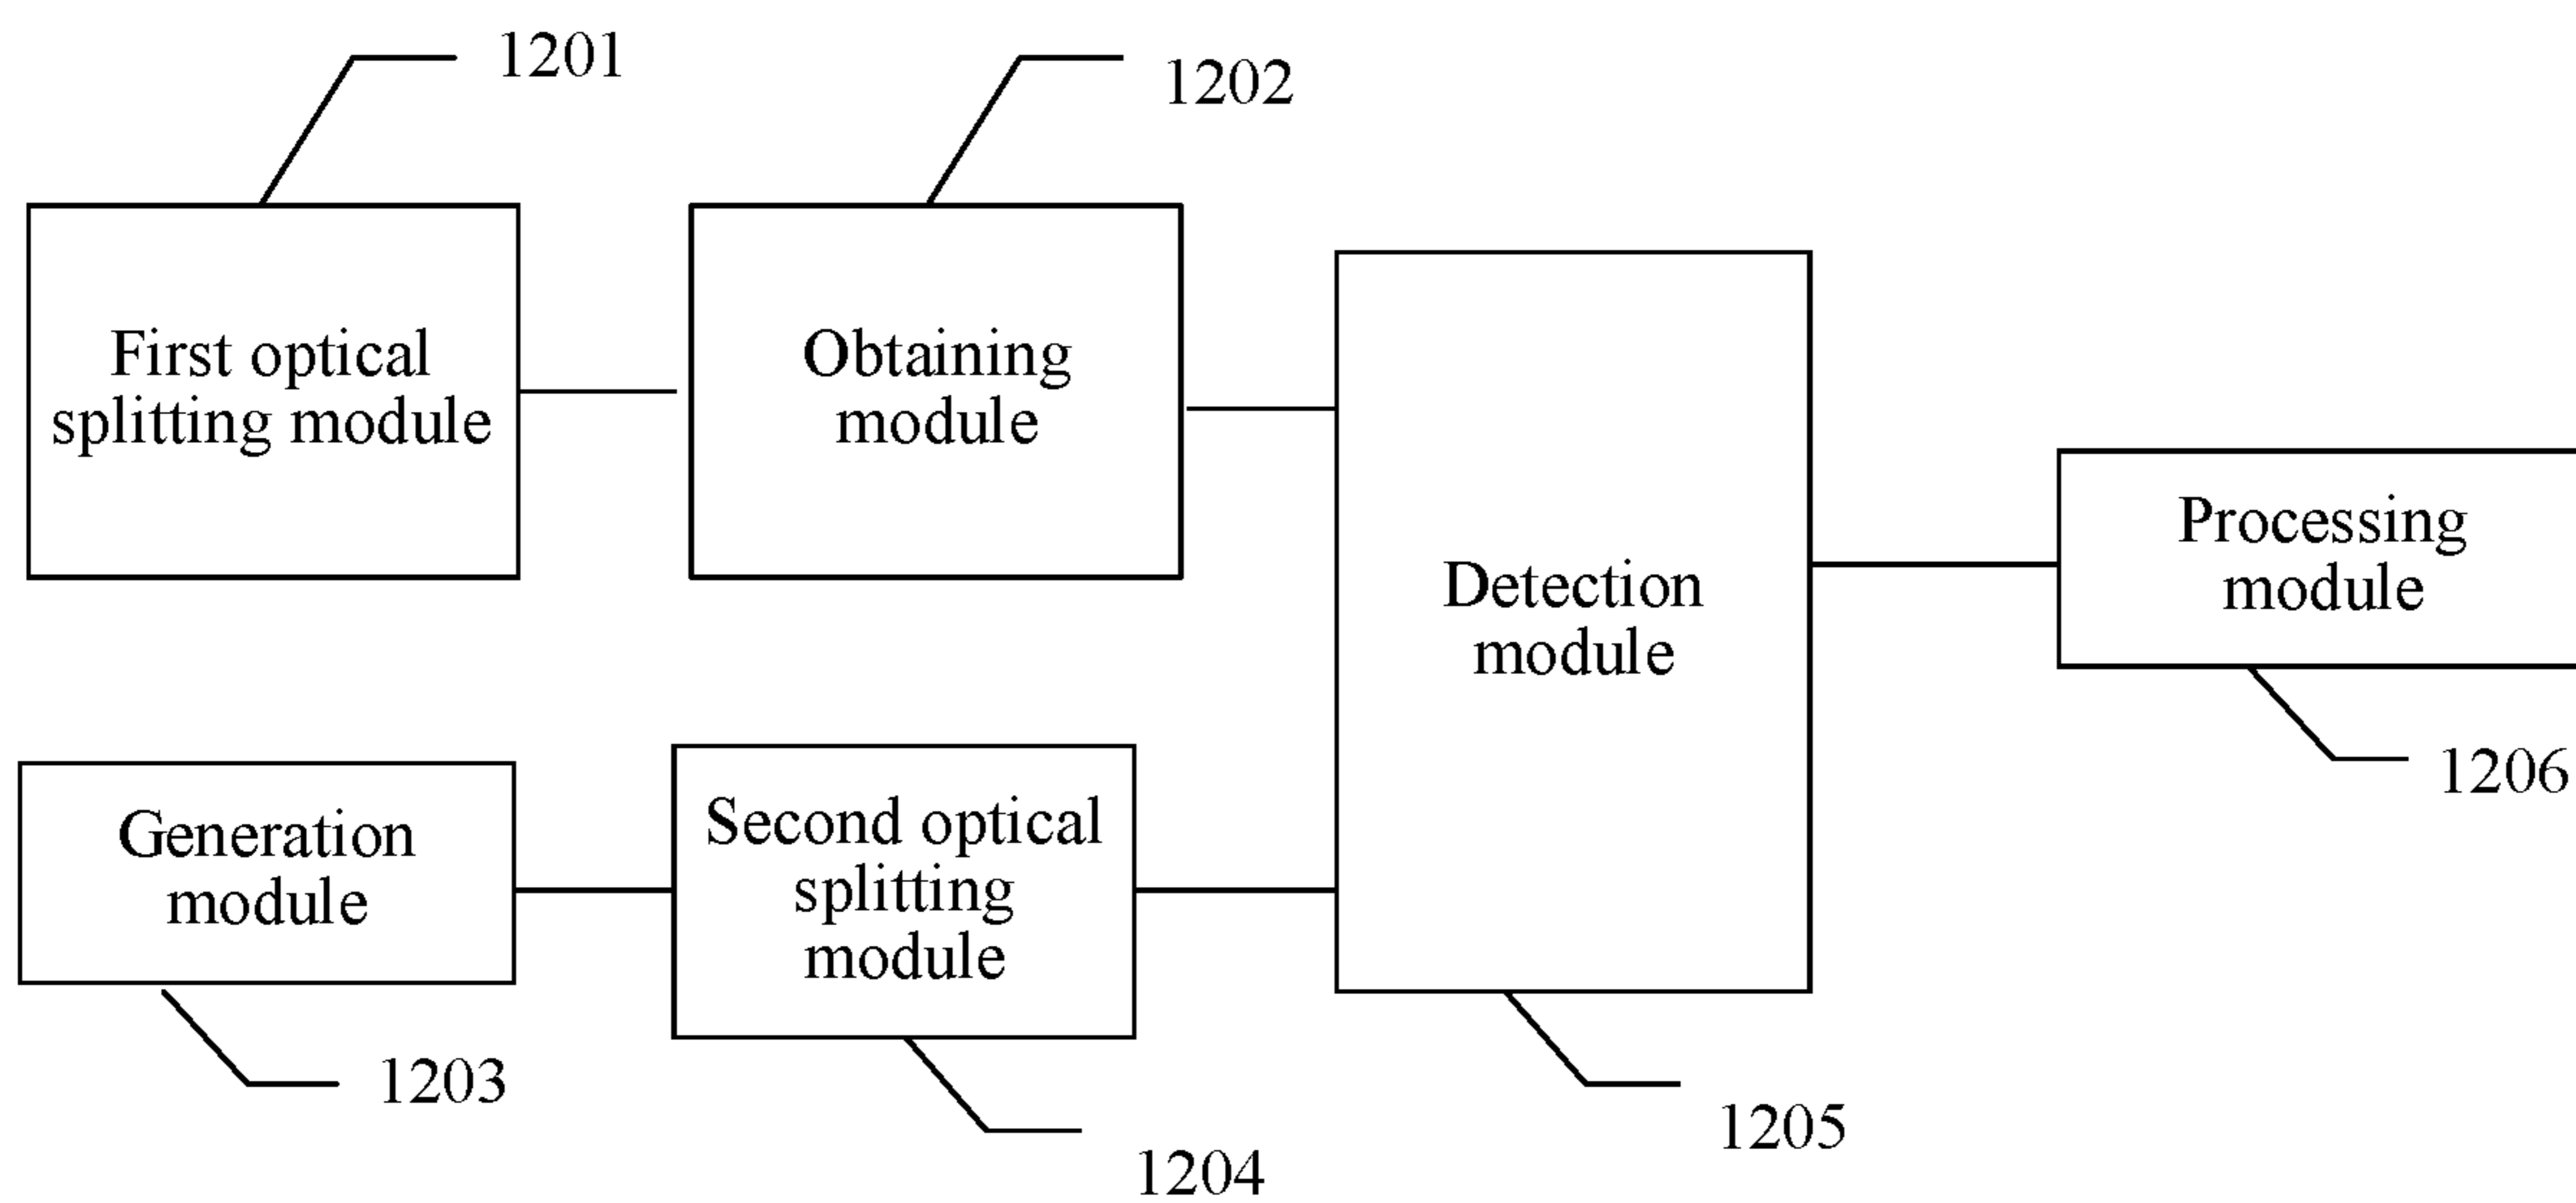 1201
1202
First optical
splitting module
Obtaining
module
Detection
module
Processing
module
1206
Generation
module
Second optical
splitting
module
1203
1204
1205